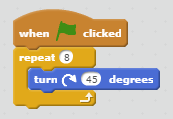 when clicked
repeat 8
turn 45 degrees